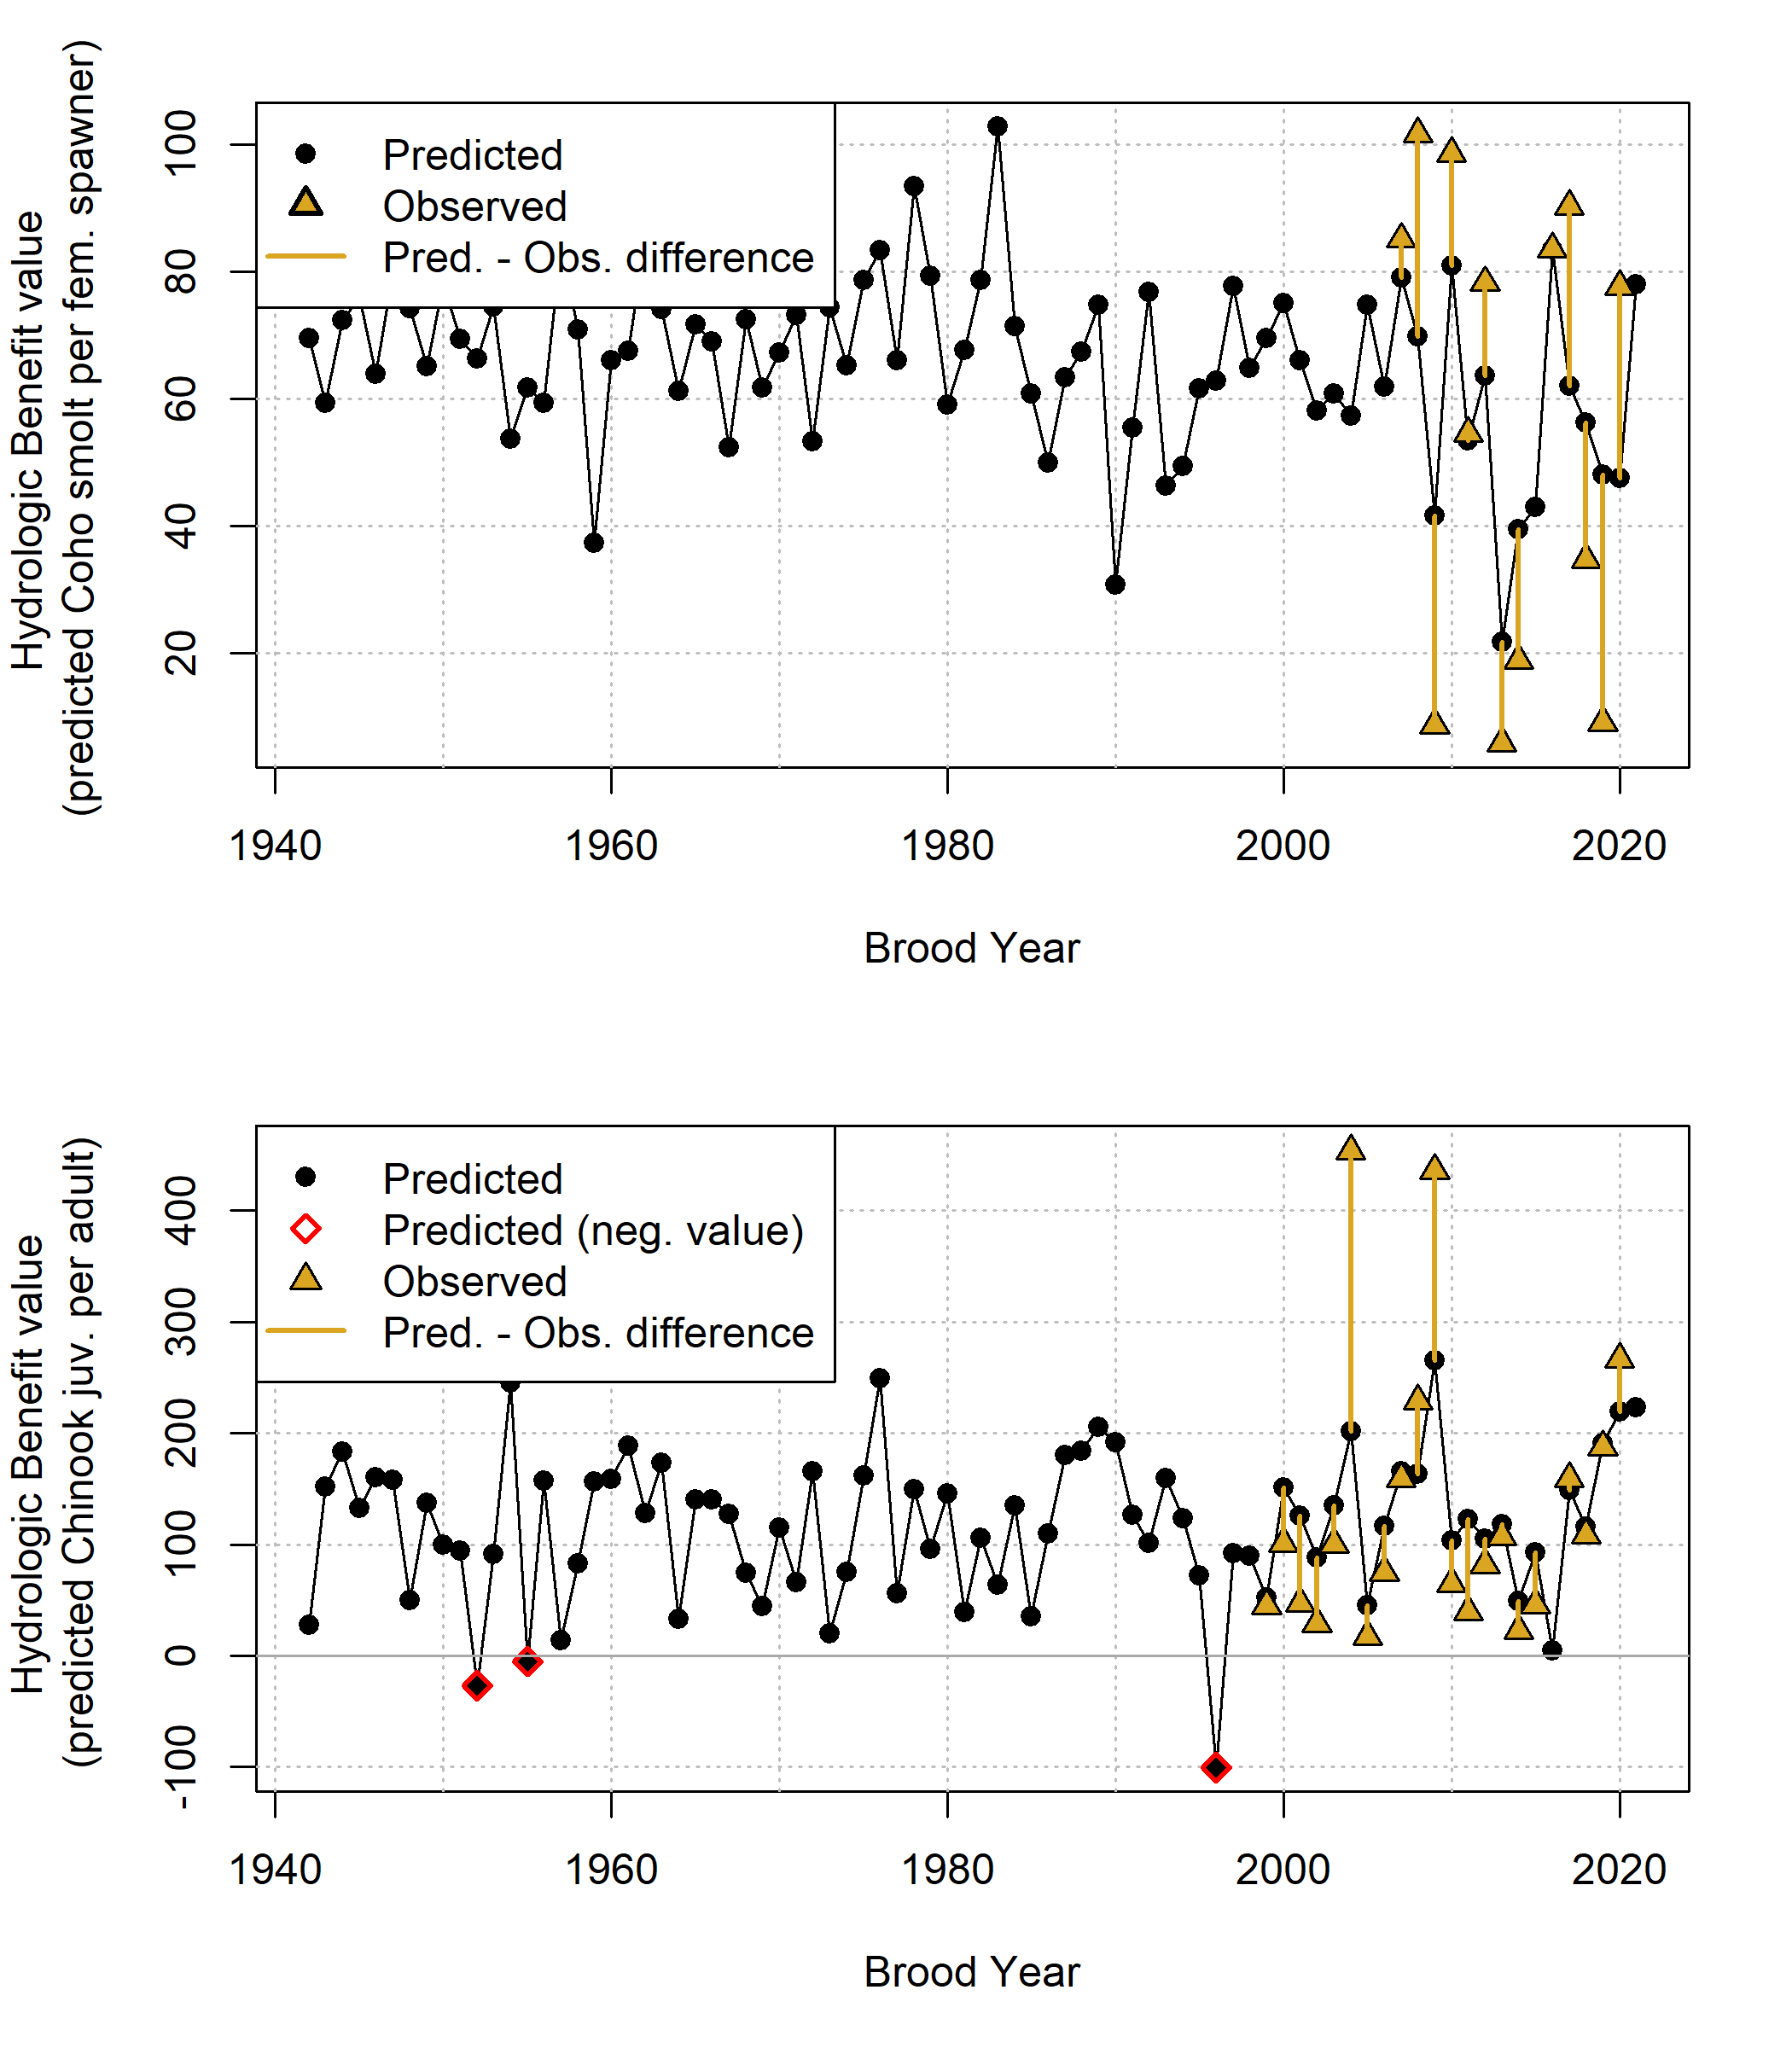 Hydrologic Benefit value
(predicted Coho smolt per fem. spawner)
100
80
60
40
20
Predicted
Observed
Pred. - Obs. difference
1940
1960
1980
2000
2020
Brood Year
Hydrologic Benefit value
(predicted Chinook juv. per adult)
400
300
200
100
0
-100
Predicted
Predicted (neg. value)
Observed
Pred. - Obs. difference
1940
1960
1980
2000
2020
Brood Year